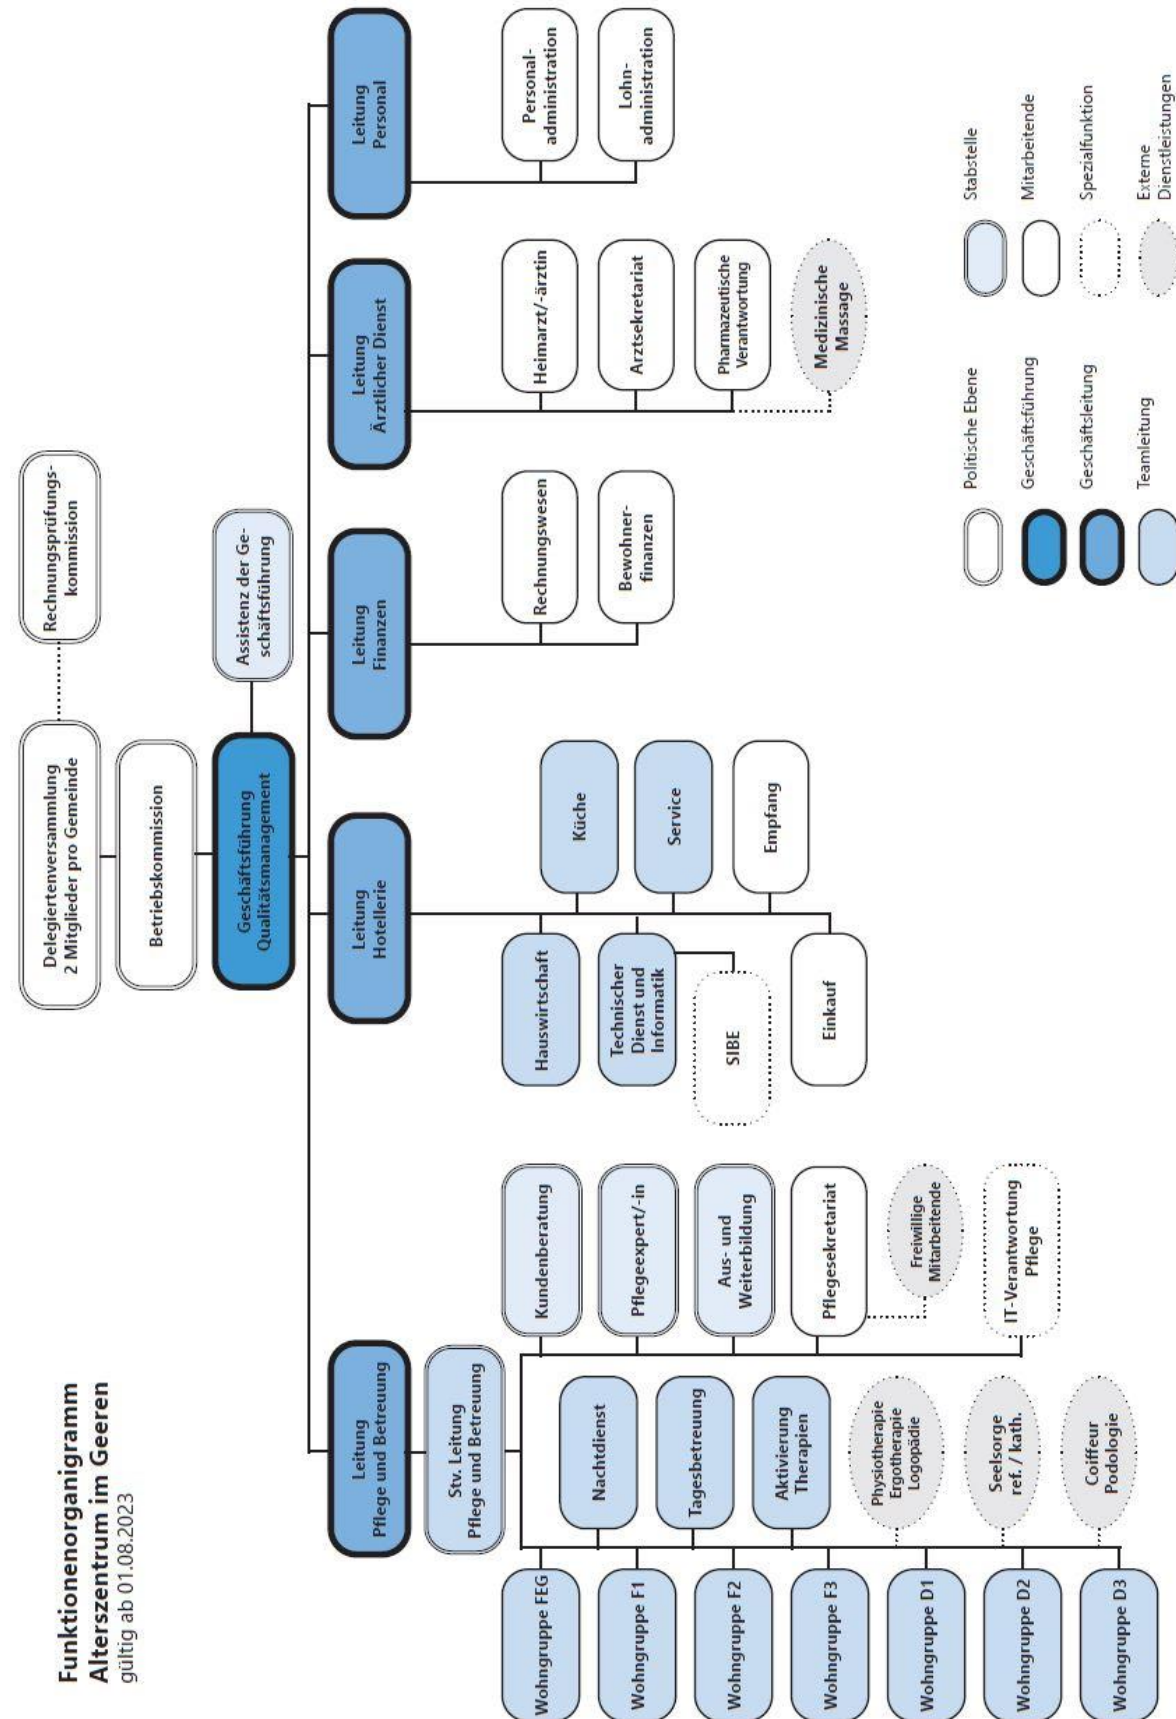 Funktionenorganigramm
Alterszentrum im Geeren
gültig ab 01.08.2023
Delegiertenversammlung
2 Mitglieder pro Gemeinde
Rechnungsprüfungs-
kommission
Betriebskommission
Geschäftsführung
Qualitätsmanagement
Assistenz der Ge-
schäftsführung
Leitung
Pflege und Betreuung
Leitung
Hotellerie
Leitung
Finanzen
Leitung
Ärztlicher Dienst
Leitung
Personal
Stv. Leitung
Pflege und Betreuung
Wohngruppe FEG
Wohngruppe F1
Wohngruppe F2
Wohngruppe F3
Wohngruppe D1
Wohngruppe D2
Wohngruppe D3
Nachtdienst
Tagesbetreuung
Aktivierung
Therapien
Physiotherapie
Ergotherapie
Logopädie
Seelsorge
ref. / kath.
Coiffeur
Podologie
Kundenberatung
Pflegeexpert/-in
Aus- und
Weiterbildung
Pflegesekretariat
Freiwillige
Mitarbeitende
IT-Verantwortung
Pflege
Hauswirtschaft
Technischer
Dienst und
Informatik
SIBE
Einkauf
Küche
Service
Empfang
Rechnungswesen
Bewohner-
finanzen
Heimarzt/-ärztin
Arztsekretariat
Pharmazeutische
Verantwortung
Medizinische
Massage
Personal-
administration
Lohn-
administration
Politische Ebene
Geschäftsführung
Geschäftsleitung
Teamleitung
Stabstelle
Mitarbeitende
Spezialfunktion
Externe
Dienstleistungen